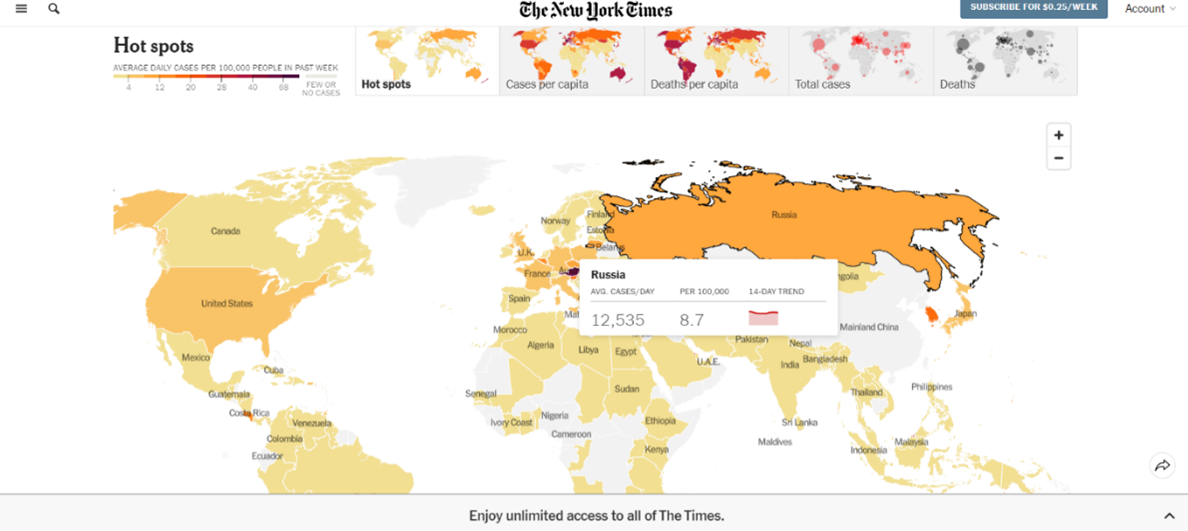 The New York Times
SUBSCRIBE FOR $0.25/WEEK
Account
Hot spots
AVERAGE DAILY CASES PER 100,000 PEOPLE IN PAST WEEK
4 12 20 28 40 68 FEW OR
NO CASES
Hot spots
Cases per capita
Deaths per capita
Total cases
Deaths
+
−
Norway
Finland
Russia
Canada
Estonia
Belarus
U.K.
France
Russia
AVG. CASES/DAY PER 100,000 14-DAY TREND
12,535 8.7
United States
Spain
Japan
Mainland China
Morocco
Algeria
Libya
Egypt
Pakistan
Nepal
Mexico
U.A.E.
India
Bangladesh
Cuba
Guatemala
Senegal
Sudan
Thailand
Philippines
Costa Rica
Venezuela
Ivory Coast
Nigeria
Ethiopia
Sri Lanka
Colombia
Cameroon
Maldives
Malaysia
Ecuador
Kenya
Indonesia
Enjoy unlimited access to all of The Times.